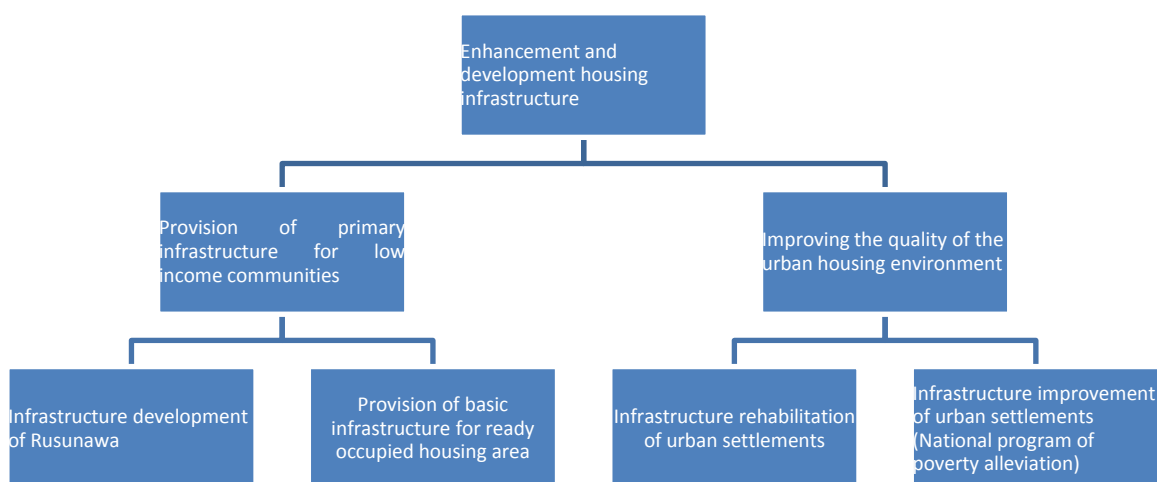 Enhancement and
development housing
infrastructure
Provision of primary
infrastructure for low
income communities
Improving the quality of the
urban housing environment
Infrastructure development
of Rusunawa
Provision of basic
infrastructure for ready
occupied housing area
Infrastructure rehabilitation
of urban settlements
Infrastructure improvement
of urban settlements
(National program of
poverty alleviation)